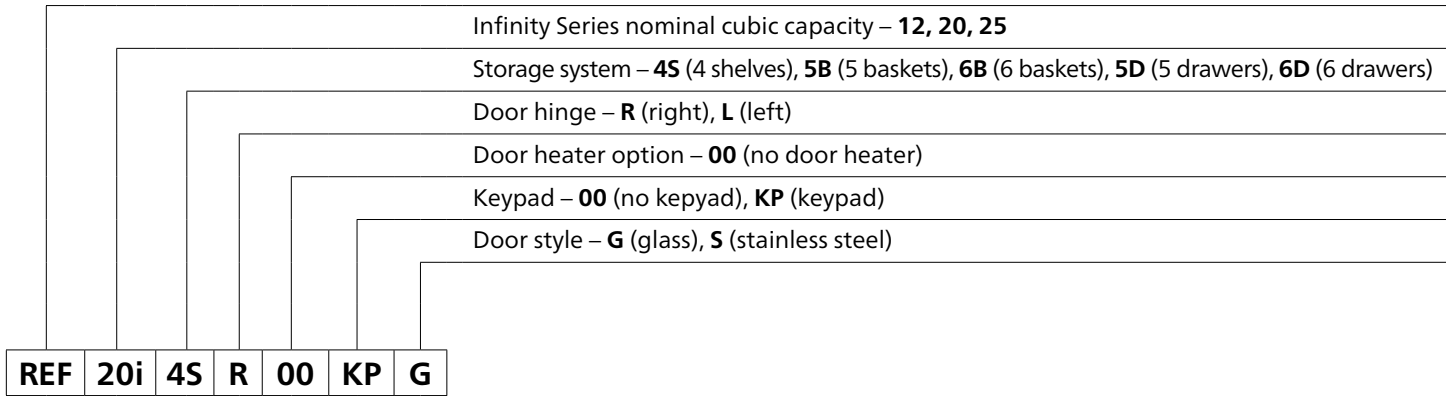 Infinity Series nominal cubic capacity – 12, 20, 25
Storage system – 4S (4 shelves), 5B (5 baskets), 6B (6 baskets), 5D (5 drawers), 6D (6 drawers)
Door hinge – R (right), L (left)
Door heater option – 00 (no door heater)
Keypad – 00 (no kepyad), KP (keypad)
Door style – G (glass), S (stainless steel)
REF 20i 4S R 00 KP G